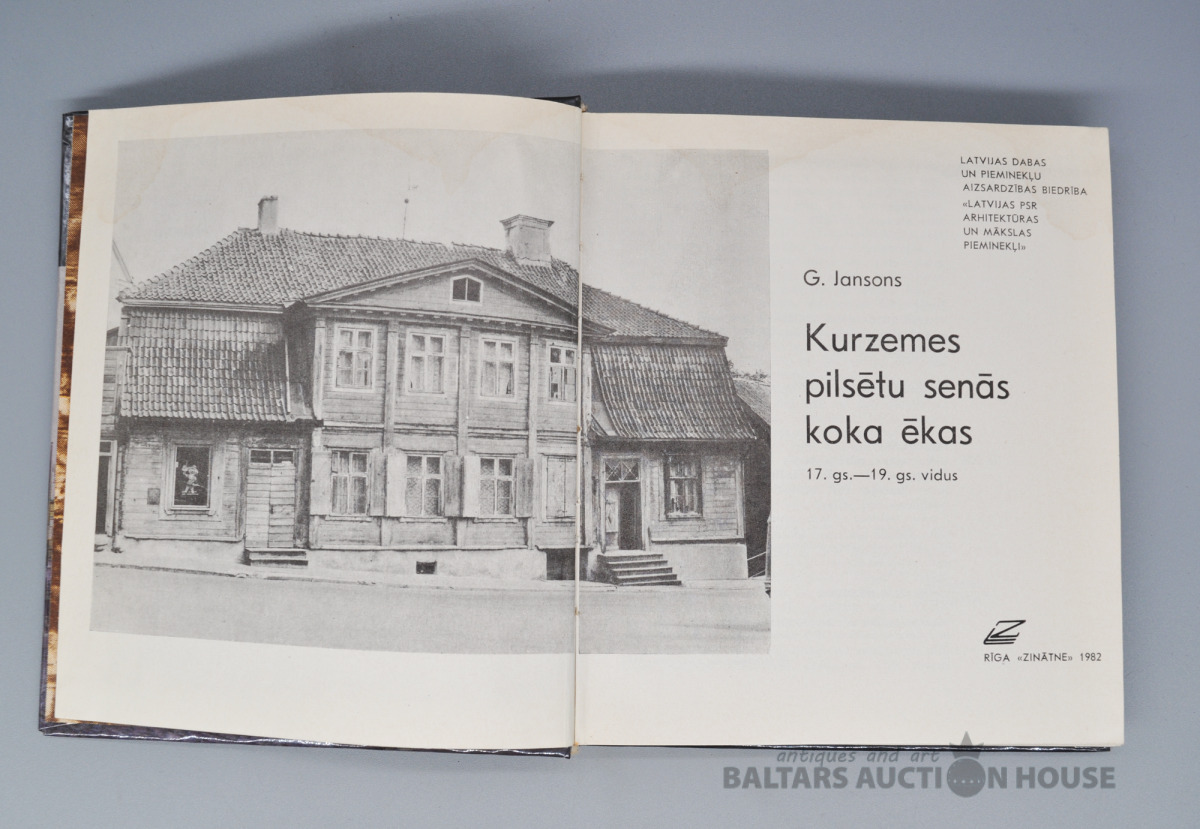 LATVIJAS DABAS
UN PIEMINEKĻU
AIZSARDZĪBAS BIEDRĪBA
«LATVIJAS PSR
ARHITEKTŪRAS
UN MĀKSLAS
PIEMINEKĻI»
G. Jansons
Kurzemes
pilsētu senās
koka ēkas
17. gs.—19. gs. vidus
RĪGA «ZINĀTNE» 1982
antiques and art
BALTARS AUCTION HOUSE